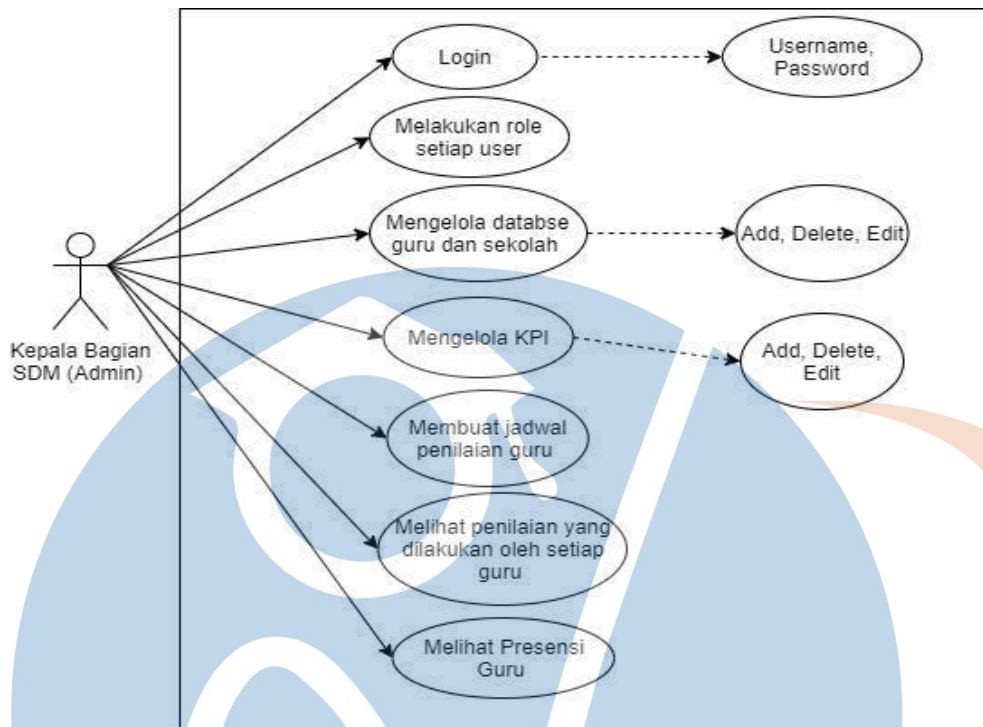 Login
Username,
Password
Melakukan role
setiap user
Mengelola databse
guru dan sekolah
Add, Delete, Edit
Kepala Bagian
SDM (Admin)
Mengelola KPI
Add, Delete,
Edit
Membuat jadwal
penilaian guru
Melihat penilaian yang
dilakukan oleh setiap
guru
Melihat Presensi
Guru